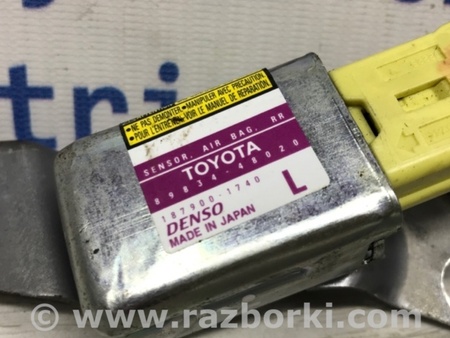 •NE PAS DEMONTER •MANIPULER AVEC PRECAUTION
•POUR L'ENTRETIEN, VOIR LE MANUEL DE REPARATION.
SENSOR, AIR BAG, RR
TOYOTA
89834-48020
187900-1740
DENSO
L
MADE IN JAPAN
tri
© - www.razborki.com -